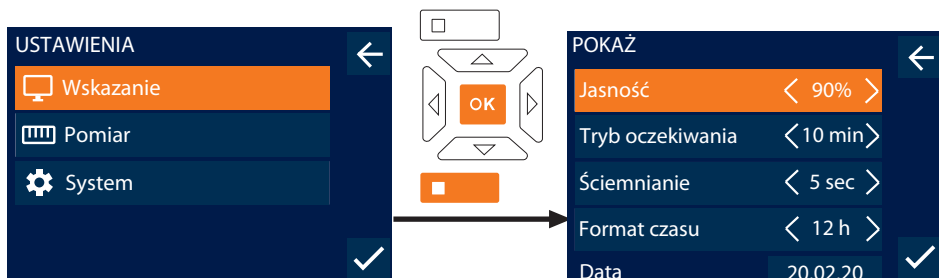 USTAWIENIA
Wskazanie
Pomiar
System
OK
POKAŻ
Jasność 90%
Tryb oczekiwania 10 min
Ściemnianie 5 sec
Format czasu 12 h
Data 20.02.20